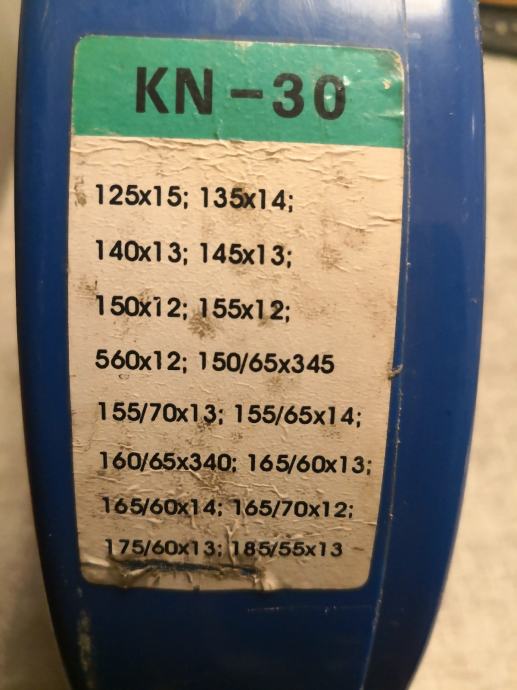 KN-30
125x15; 135x14;
140x13; 145x13;
150x12; 155x12;
560x12; 150/65x345
155/70x13; 155/65x14;
160/65x340; 165/60x13;
165/60x14; 165/70x12;
175/60x13; 185/55x13